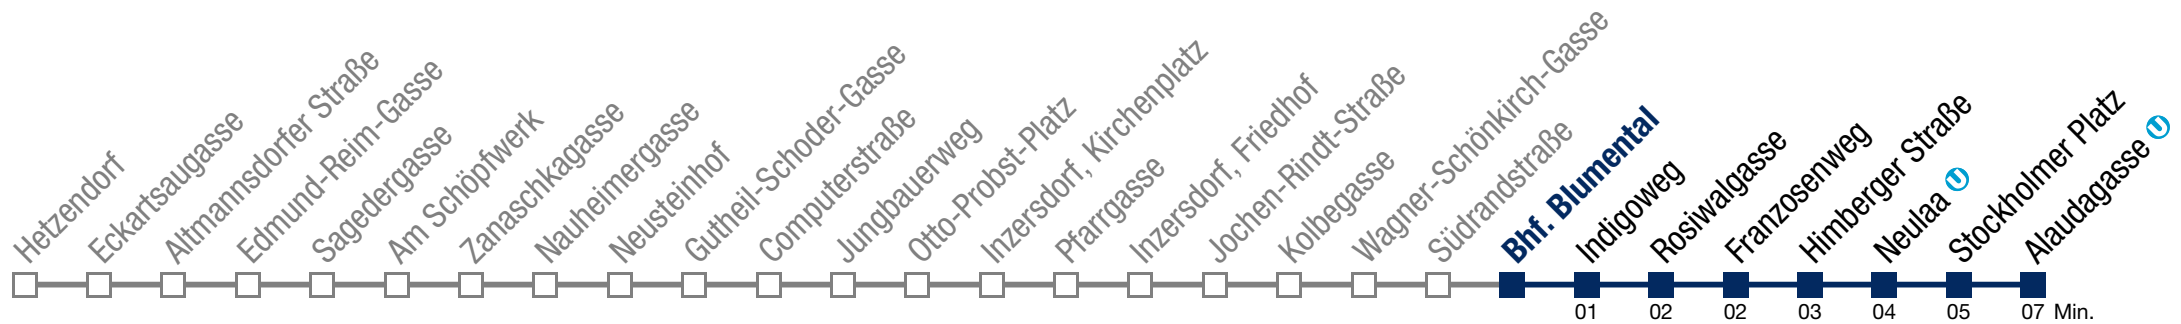 Hetzendorf
Eckartsaugasse
Altmannsdorfer Straße
Edmund-Reim-Gasse
Sagedergasse
Am Schöpfwerk
Zanaschkagasse
Nauheimergasse
Neusteinhof
Gutheil-Schoder-Gasse
Computerstraße
Jungbauerweg
Otto-Probst-Platz
Inzersdorf, Kirchenplatz
Pfarrgasse
Inzersdorf, Friedhof
Jochen-Rindt-Straße
Kolbegasse
Wagner-Schönkirch-Gasse
Südrandstraße
Bhf. Blumental
Indigoweg
Rosiwalgasse
Franzosenweg
Himberger Straße
Neulaa U
Stockholmer Platz
Alaudagasse U
01 02 02 03 04 05 07 Min.